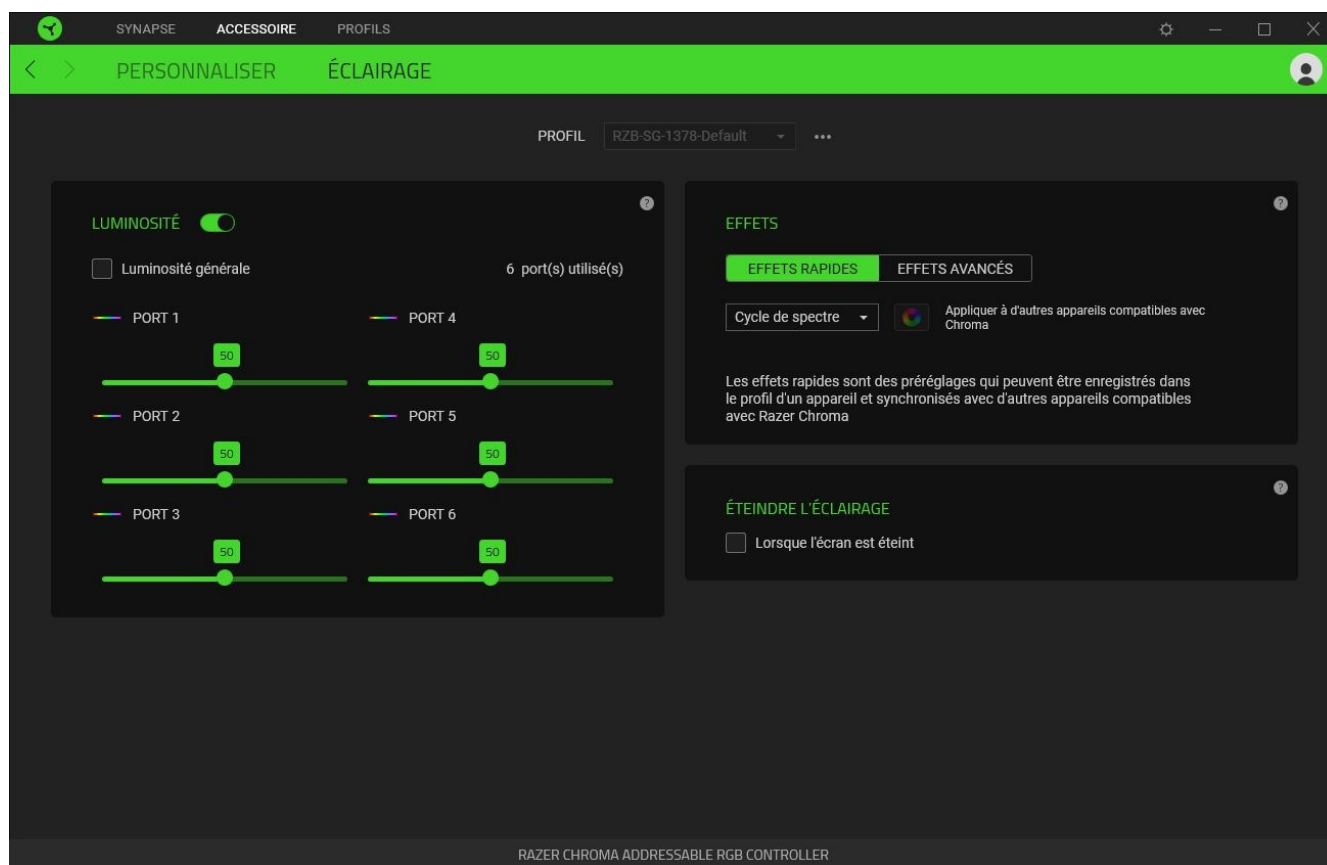 SYNAPSE ACCESSOIRE PROFILS
PERSONNALISER ÉCLAIRAGE
PROFIL RZB-SG-1378-Default
LUMINOSITÉ
Luminosité générale 6 port(s) utilisé(s)
PORT 1
50
PORT 4
50
PORT 2
50
PORT 5
50
PORT 3
50
PORT 6
50
EFFETS
EFFETS RAPIDES EFFETS AVANCÉS
Cycle de spectre
Appliquer à d'autres appareils compatibles avec
Chroma
Les effets rapides sont des préréglages qui peuvent être enregistrés dans
le profil d'un appareil et synchronisés avec d'autres appareils compatibles
avec Razer Chroma
ÉTEINDRE L'ÉCLAIRAGE
Lorsque l'écran est éteint
RAZER CHROMA ADDRESSABLE RGB CONTROLLER